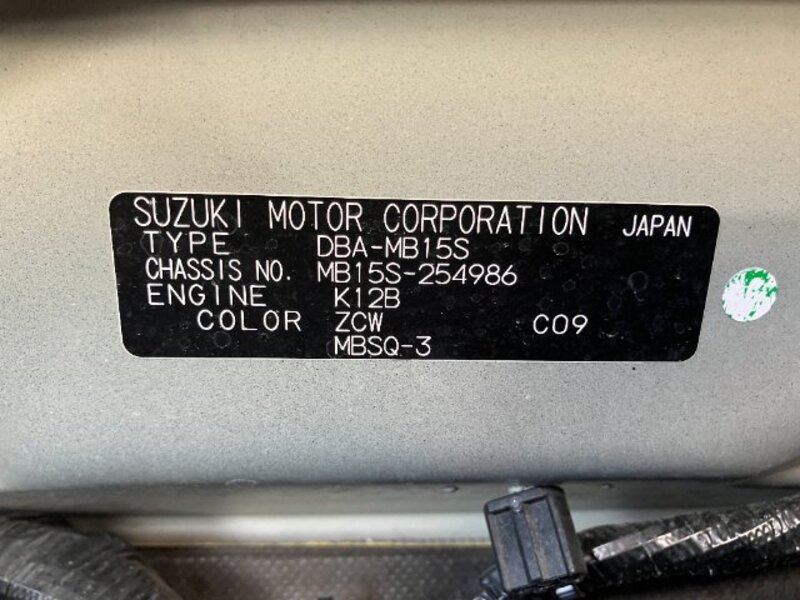 SUZUKI MOTOR CORPORATION JAPAN
TYPE DBA-MB15S
CHASSIS NO. MB15S-254986
ENGINE K12B
COLOR ZCW C09
MBSQ-3